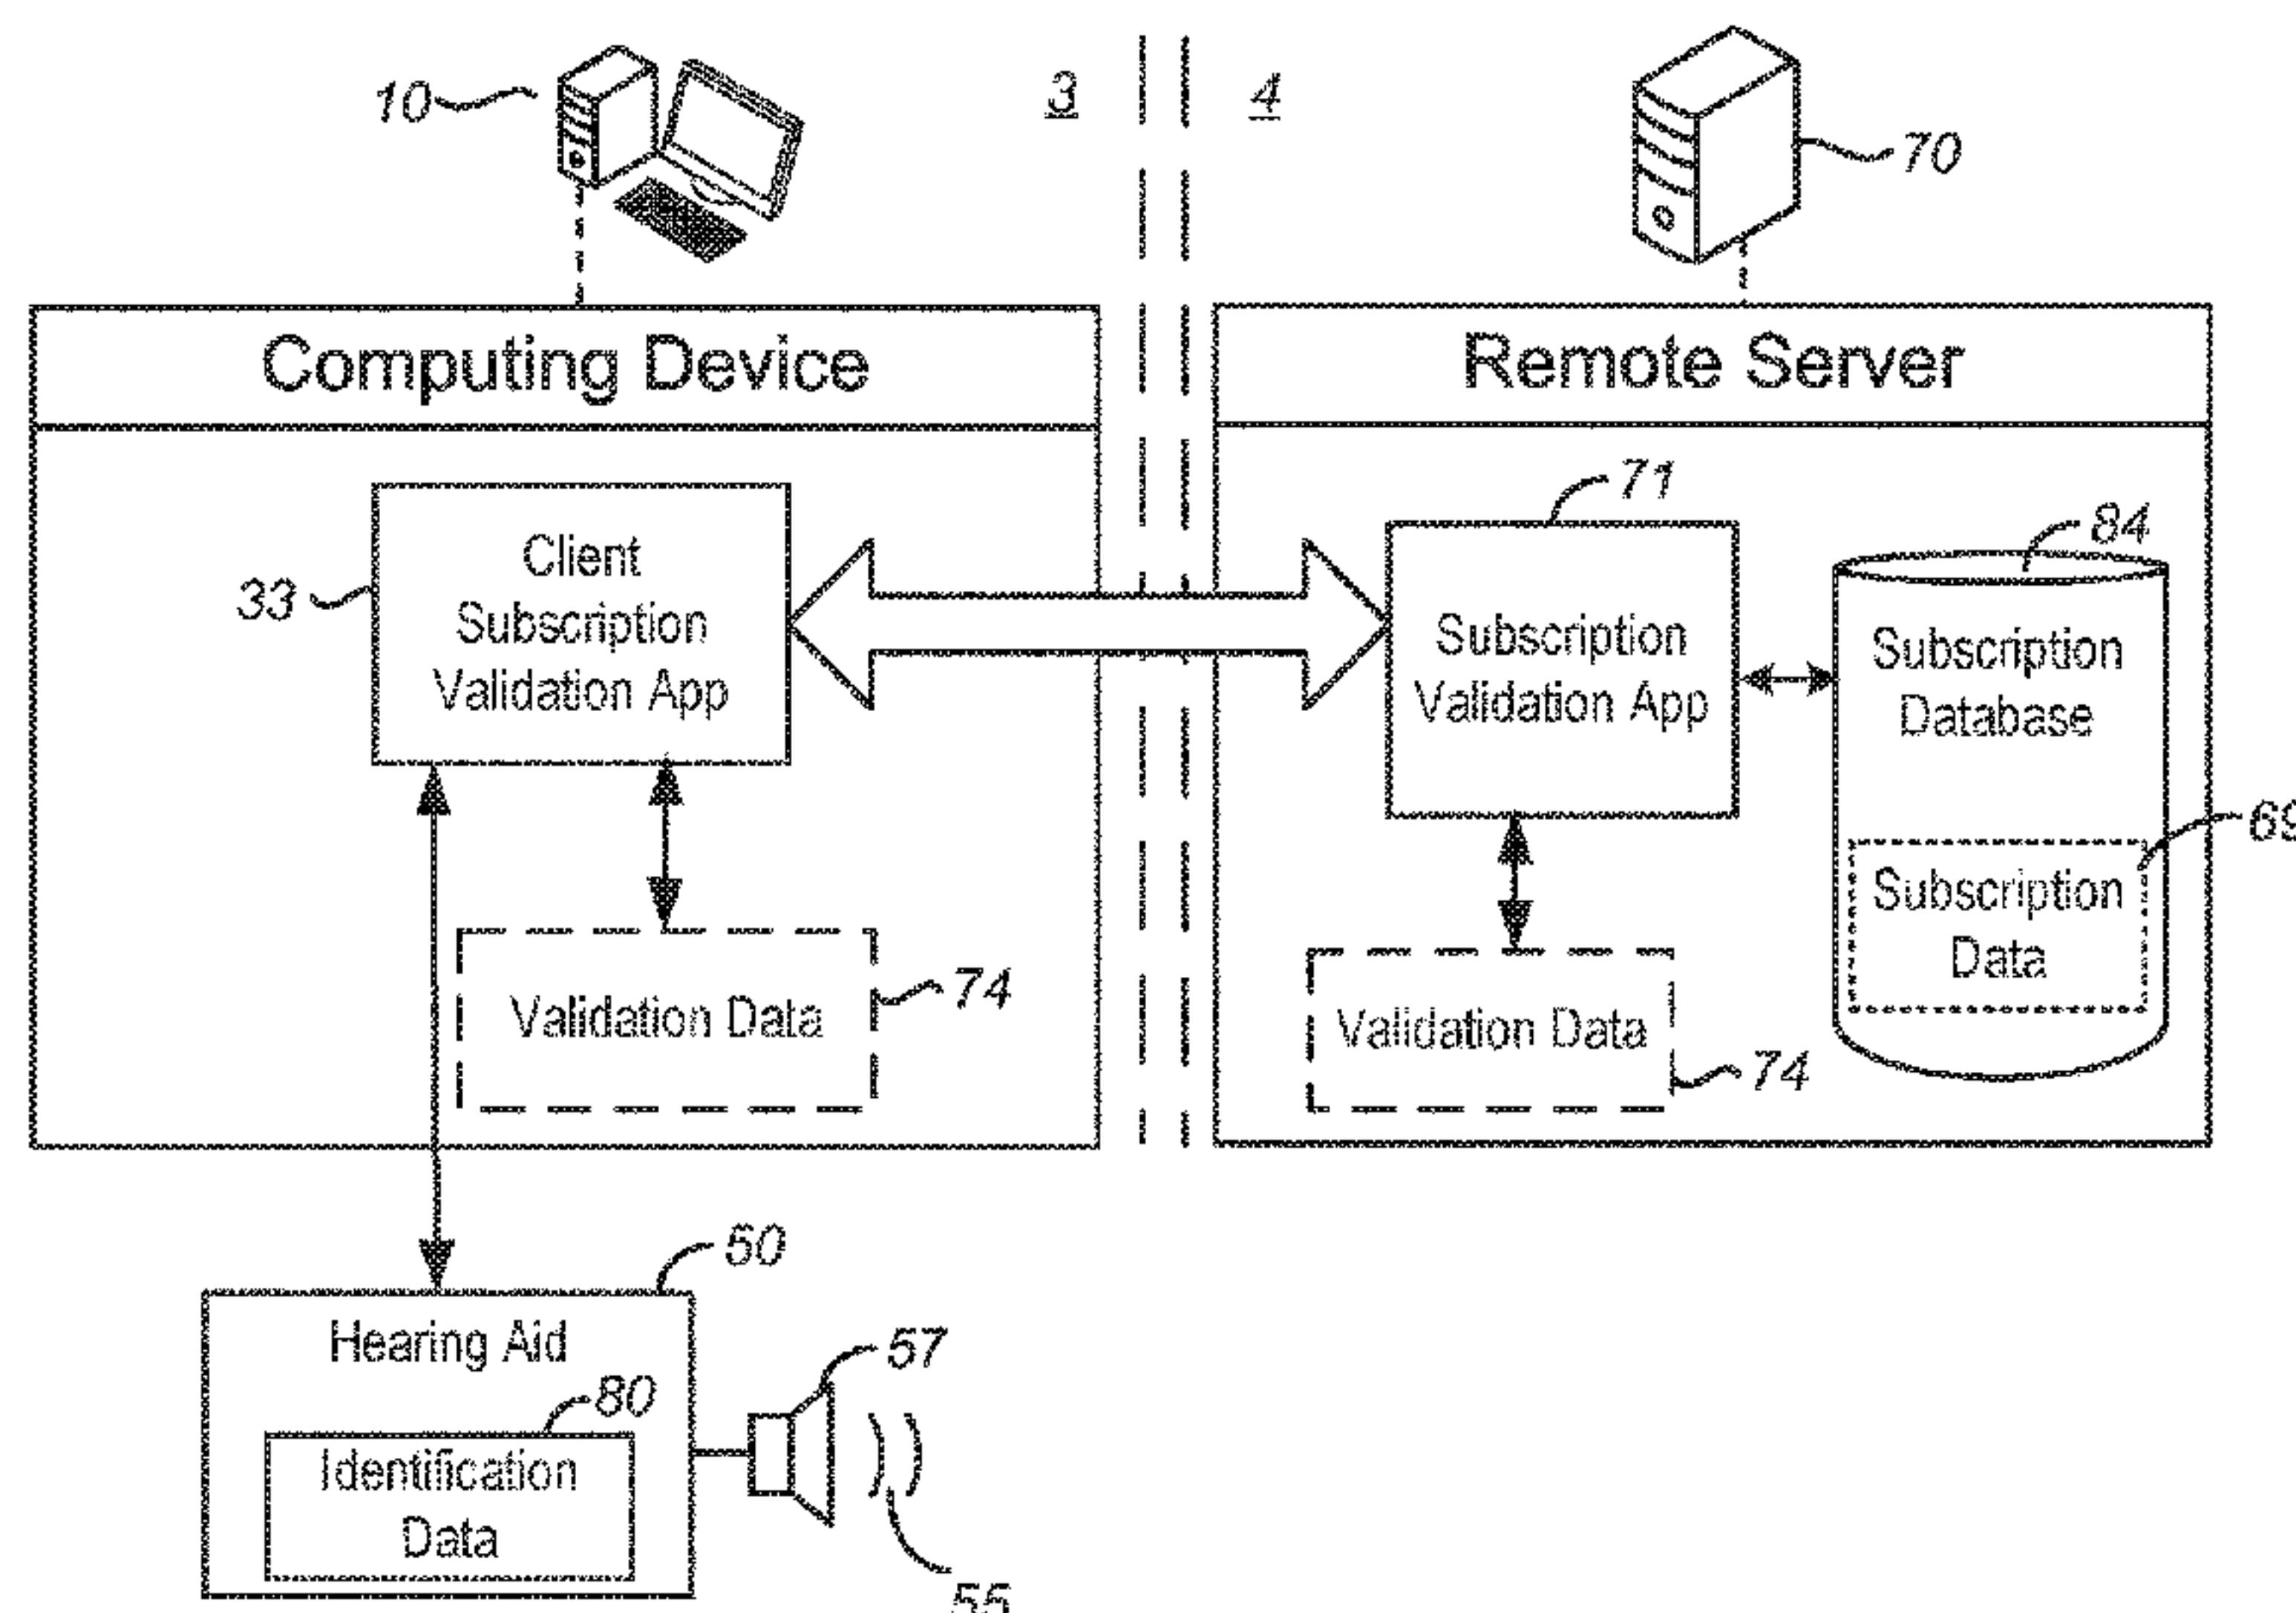 10
3
4
70
Computing Device
Remote Server
33
Client
Subscription
Validation App
71
Subscription
Validation App
84
Subscription
Database
69
Subscription
Data
Validation Data
74
Validation Data
74
50
Hearing Aid
80
Identification
Data
57
55